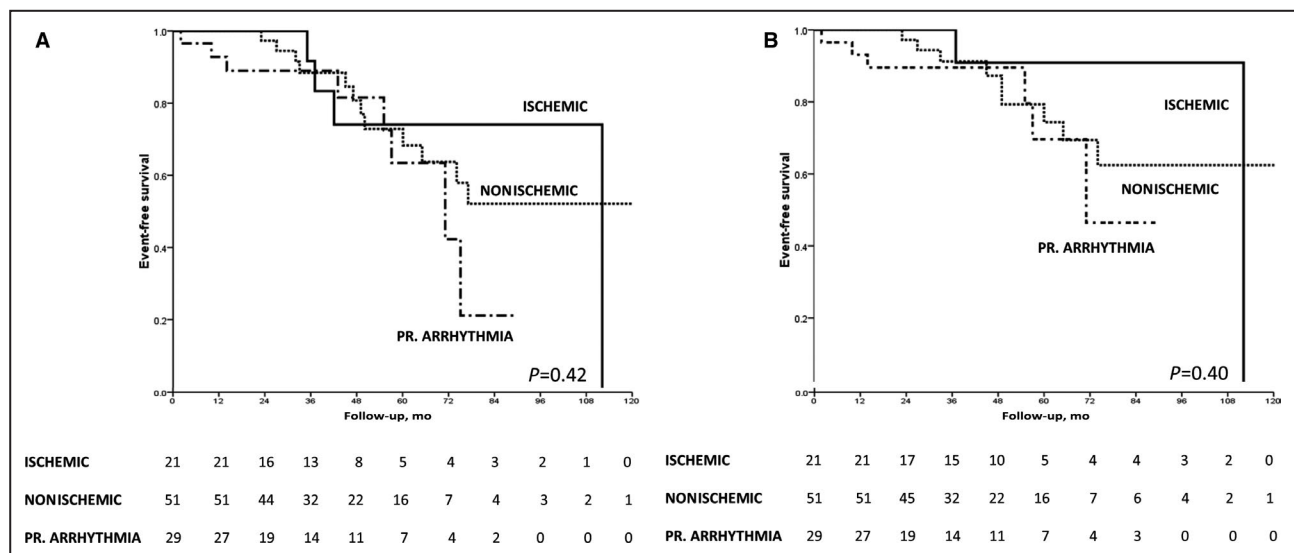 A
Event-free survival
1.0
0.8
0.6
0.4
0.2
0.0
ISCHEMIC
NONISCHEMIC
PR. ARRHYTHMIA
P=0.42
0 12 24 36 48 60 72 84 96 108 120
Follow-up, mo
ISCHEMIC 21 21 16 13 8 5 4 3 2 1 0
NONISCHEMIC 51 51 44 32 22 16 7 4 3 2 1
PR. ARRHYTHMIA 29 27 19 14 11 7 4 2 0 0 0
B
Event-free survival
1.0
0.8
0.6
0.4
0.2
0.0
ISCHEMIC
NONISCHEMIC
PR. ARRHYTHMIA
P=0.40
0 12 24 36 48 60 72 84 96 108 120
Follow-up, mo
ISCHEMIC 21 21 17 15 10 5 4 4 3 2 0
NONISCHEMIC 51 51 45 32 22 16 7 6 4 2 1
PR. ARRHYTHMIA 29 27 19 14 11 7 4 3 0 0 0